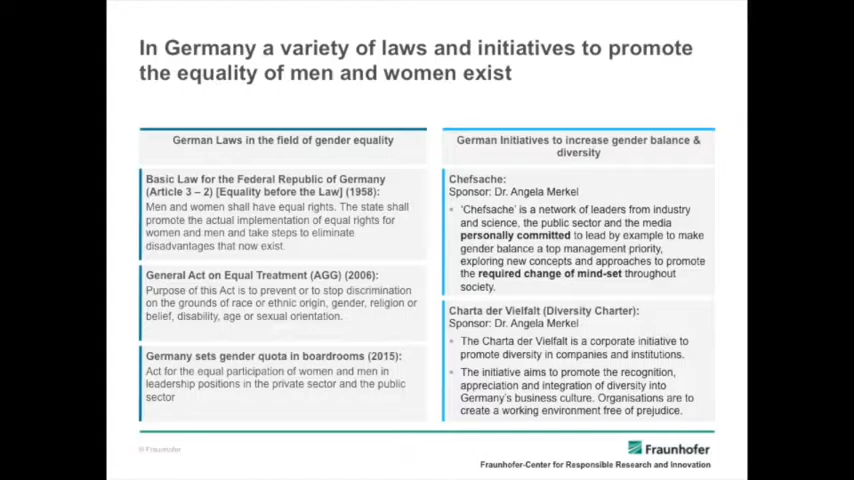 In Germany a variety of laws and initiatives to promote
the equality of men and women exist
German Laws in the field of gender equality
Basic Law for the Federal Republic of Germany
(Article 3 – 2) [Equality before the Law] (1958):
Men and women shall have equal rights. The state shall
promote the actual implementation of equal rights for
women and men and take steps to eliminate
disadvantages that now exist.
General Act on Equal Treatment (AGG) (2006):
Purpose of this Act is to prevent or to stop discrimination
on the grounds of race or ethnic origin, gender, religion or
belief, disability, age or sexual orientation.
Germany sets gender quota in boardrooms (2015):
Act for the equal participation of women and men in
leadership positions in the private sector and the public
sector
German Initiatives to increase gender balance &
diversity
Chefsache:
Sponsor: Dr. Angela Merkel
• 'Chefsache' is a network of leaders from industry
and science, the public sector and the media
personally committed to lead by example to make
gender balance a top management priority,
exploring new concepts and approaches to promote
the required change of mind-set throughout
society.
Charta der Vielfalt (Diversity Charter):
Sponsor: Dr. Angela Merkel
• The Charta der Vielfalt is a corporate initiative to
promote diversity in companies and institutions.
• The initiative aims to promote the recognition,
appreciation and integration of diversity into
Germany's business culture. Organisations are to
create a working environment free of prejudice.
© Fraunhofer
Fraunhofer
Fraunhofer-Center for Responsible Research and Innovation